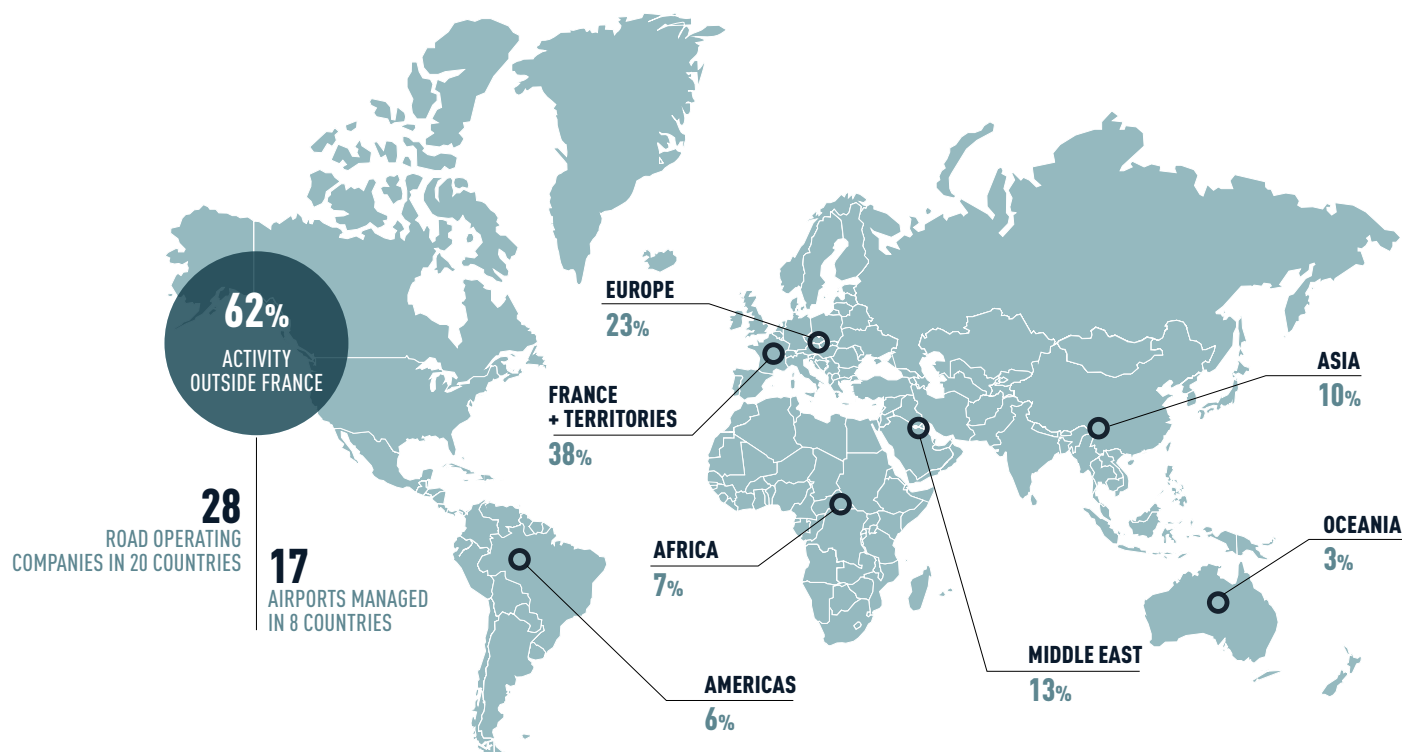 62%
ACTIVITY
OUTSIDE FRANCE
28
ROAD OPERATING
COMPANIES IN 20 COUNTRIES
17
AIRPORTS MANAGED
IN 8 COUNTRIES
EUROPE
23%
FRANCE
+ TERRITORIES
38%
AFRICA
7%
AMERICAS
6%
MIDDLE EAST
13%
ASIA
10%
OCEANIA
3%